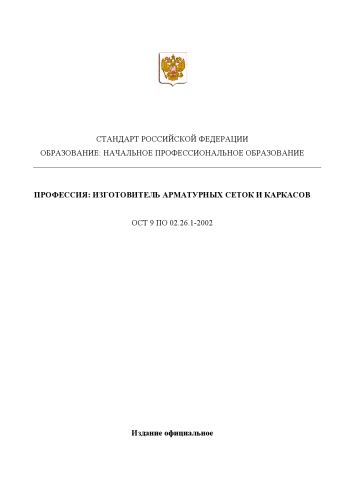 СТАНДАРТ РОССИЙСКОЙ ФЕДЕРАЦИИ
ОБРАЗОВАНИЕ: НАЧАЛЬНОЕ ПРОФЕССИОНАЛЬНОЕ ОБРАЗОВАНИЕ
ПРОФЕССИЯ: ИЗГОТОВИТЕЛЬ АРМАТУРНЫХ СЕТОК И КАРКАСОВ
ОСТ 9 ПО 02.26.1-2002
Издание официальное